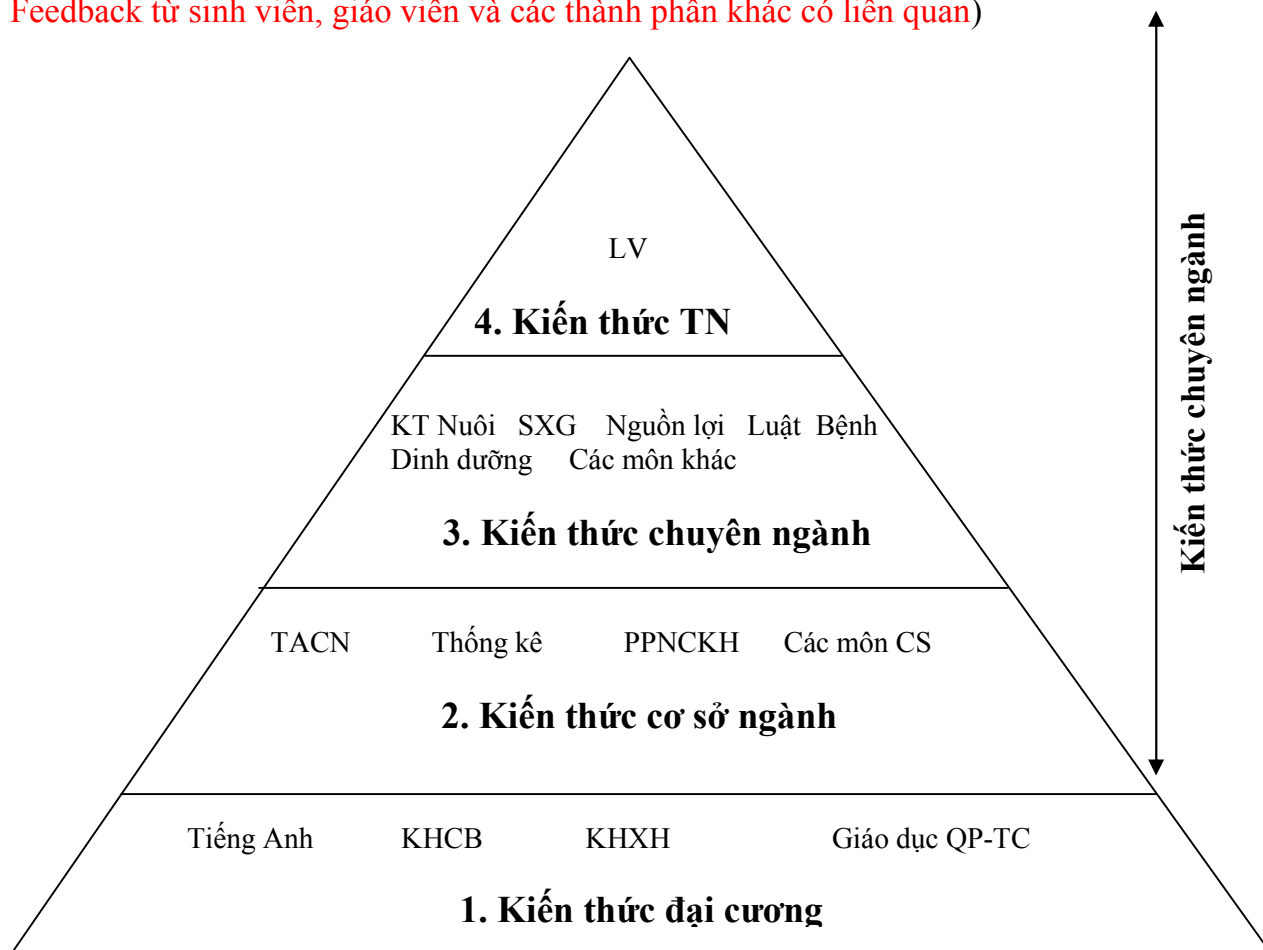 Feedback từ sinh viên, giáo viên và các thành phần khác có liên quan)
LV
4. Kiến thức TN
KT Nuôi SXG Nguồn lợi Luật Bệnh
Dinh dưỡng Các môn khác
3. Kiến thức chuyên ngành
TACN Thống kê PPNCKH Các môn CS
2. Kiến thức cơ sở ngành
Tiếng Anh KHCB KHXH Giáo dục QP-TC
1. Kiến thức đại cương
Kiến thức chuyên ngành